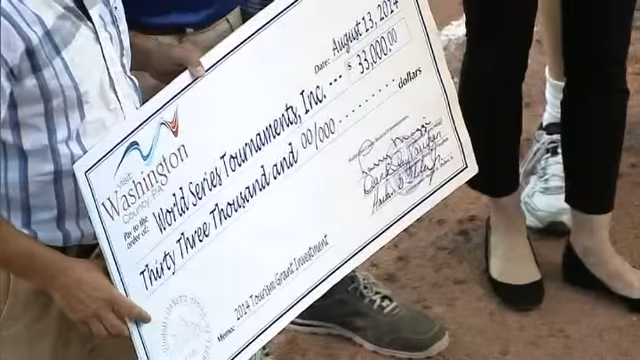 visit:
Washington
County PA
Date: August 13, 2014
Pay to the
order of: World Series Tournaments, Inc. --- $ 33,000.00
Thirty Three Thousand and 00/000 ---------- dollars
Memo: 2014 Tourism Grant Investment